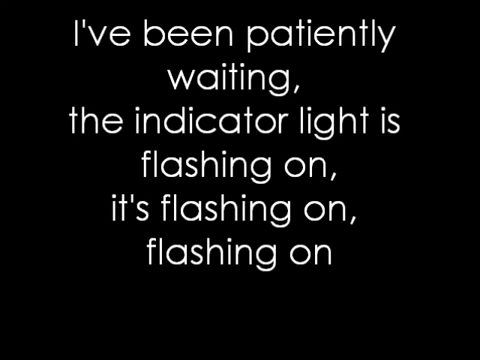 I've been patiently
waiting,
the indicator light is
flashing on,
it's flashing on,
flashing on